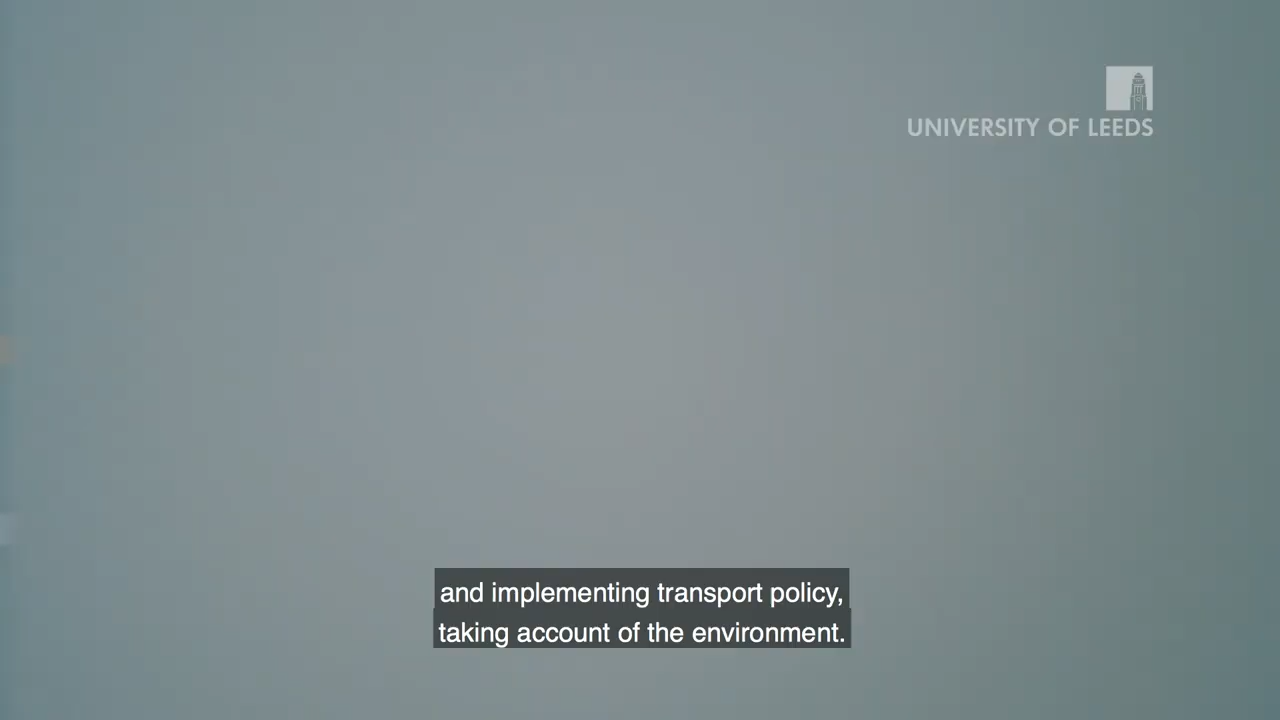 UNIVERSITY OF LEEDS
and implementing transport policy,
taking account of the environment.